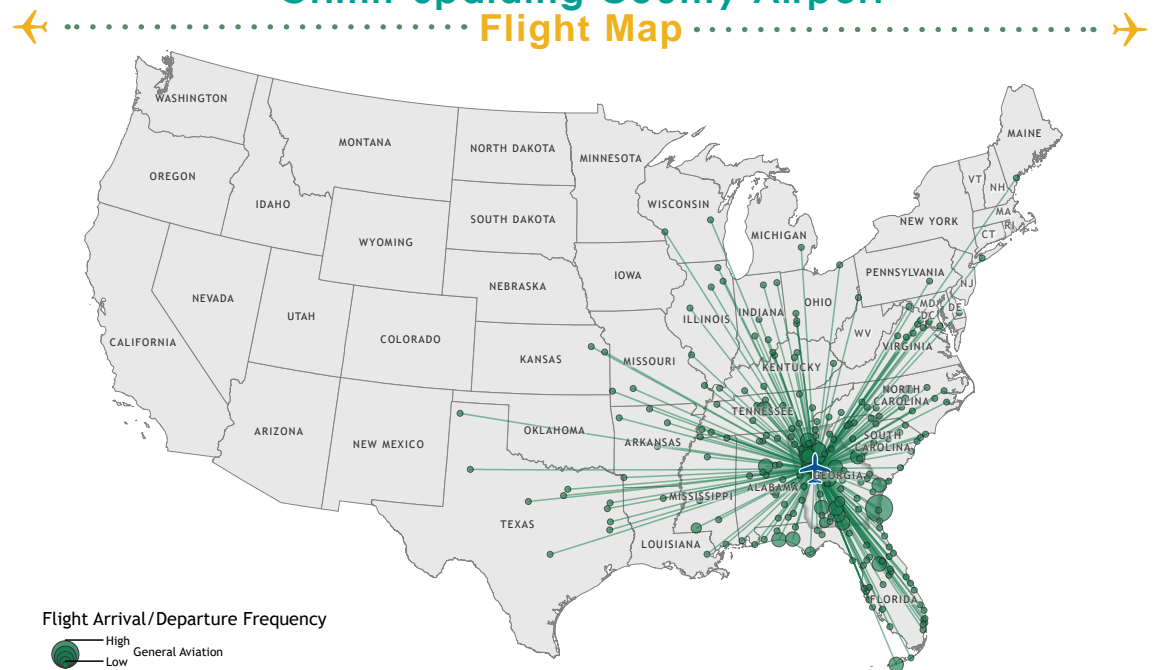 Flight Map
WASHINGTON
MONTANA
NORTH DAKOTA
MINNESOTA
MAINE
OREGON
IDAHO
SOUTH DAKOTA
WISCONSIN
MICHIGAN
VT
NH
NEW YORK
MA
RI
CT
WYOMING
IOWA
PENNSYLVANIA
NJ
NEVADA
UTAH
NEBRASKA
ILLINOIS
INDIANA
OHIO
MD
DE
DC
CALIFORNIA
COLORADO
KANSAS
MISSOURI
KENTUCKY
WV
VIRGINIA
ARIZONA
NEW MEXICO
OKLAHOMA
ARKANSAS
TENNESSEE
NORTH
CAROLINA
SOUTH
CAROLINA
TEXAS
LOUISIANA
MISSISSIPPI
ALABAMA
GEORGIA
FLORIDA
Flight Arrival/Departure Frequency
High
General Aviation
Low